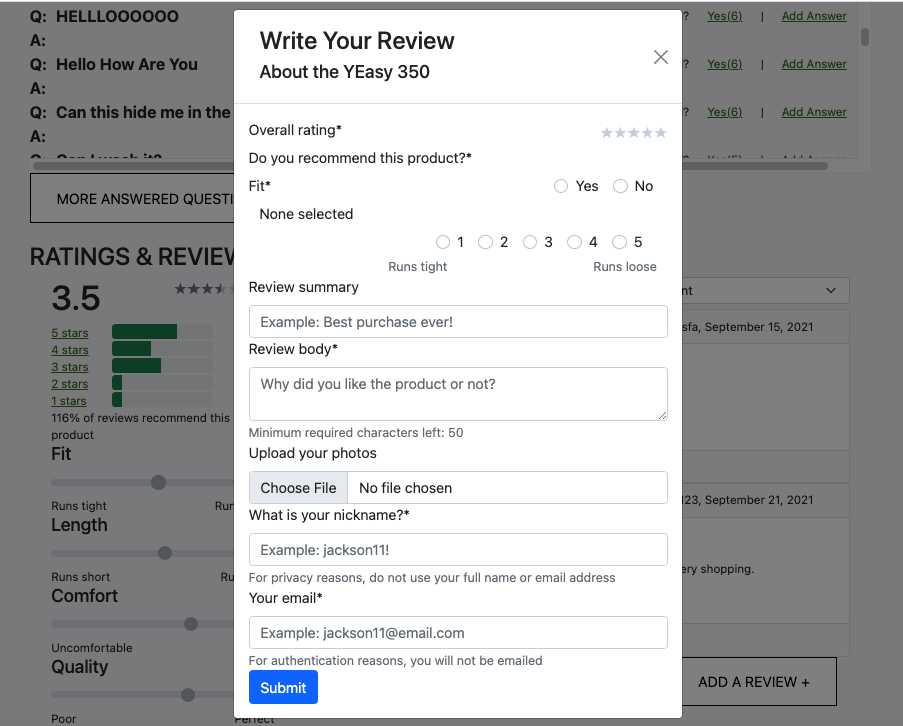 Q: HELLLOOOOOO
? Yes(6) | Add Answer
A:
Q: Hello How Are You
? Yes(6) | Add Answer
A:
Q: Can this hide me in the
? Yes(6) | Add Answer
A:
MORE ANSWERED QUESTI
RATINGS & REVIEW
3.5
5 stars
4 stars
3 stars
2 stars
1 stars
116% of reviews recommend this
product
Fit
Runs tight Run
Length
Runs short Ru
Comfort
Uncomfortable
Quality
Poor Perfect
Write Your Review
About the YEasy 350
Overall rating*
Do you recommend this product?*
Fit*
Yes No
None selected
1 2 3 4 5
Runs tight Runs loose
Review summary
Example: Best purchase ever!
Review body*
Why did you like the product or not?
Minimum required characters left: 50
Upload your photos
Choose File No file chosen
What is your nickname?*
Example: jackson11!
For privacy reasons, do not use your full name or email address
Your email*
Example: jackson11@email.com
For authentication reasons, you will not be emailed
Submit
nt
sfa, September 15, 2021
123, September 21, 2021
ery shopping.
ADD A REVIEW +